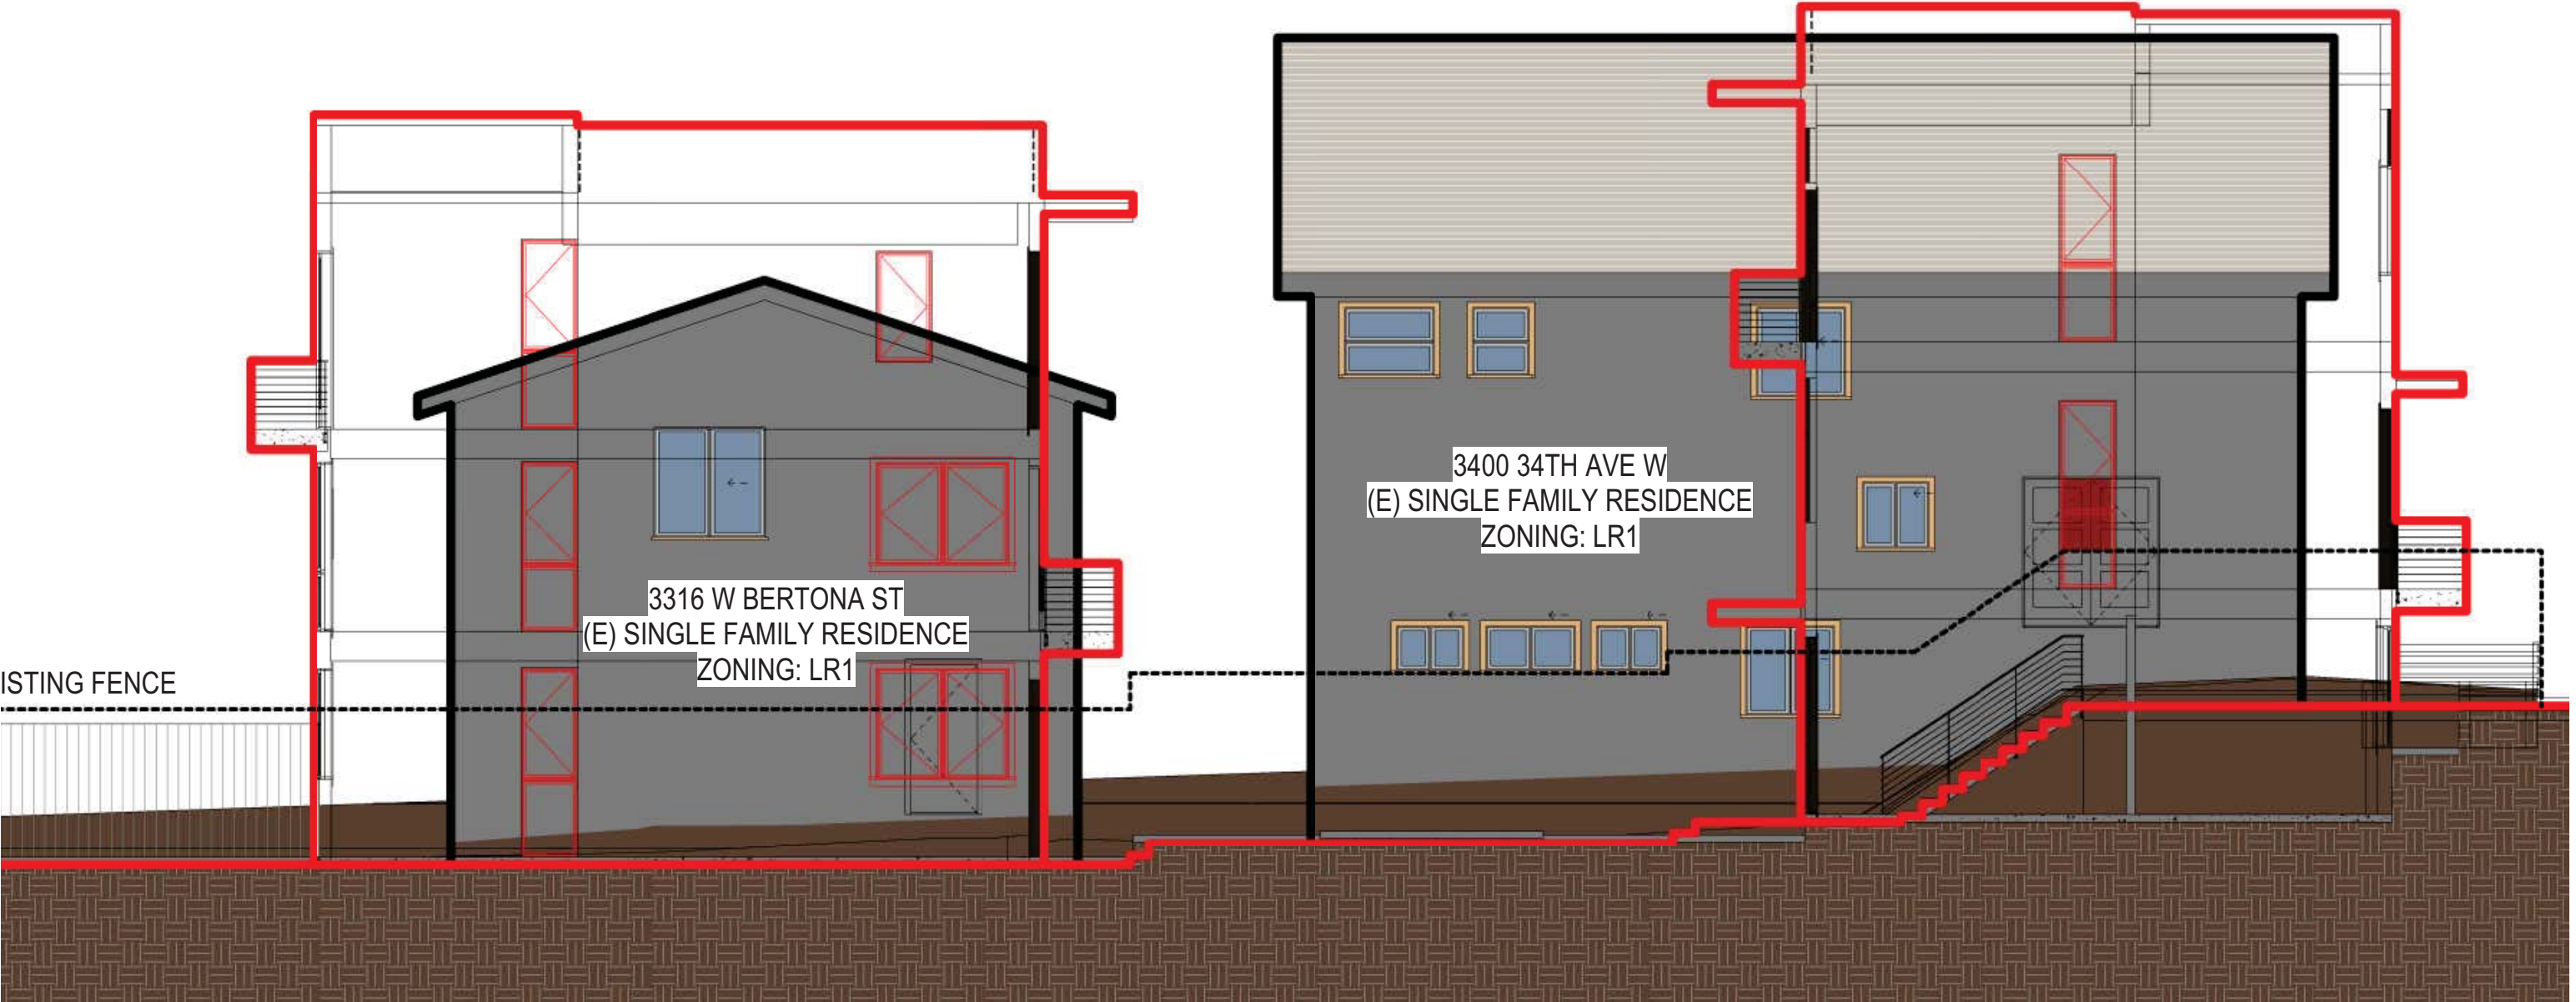 3400 34TH AVE W
(E) SINGLE FAMILY RESIDENCE
ZONING: LR1
3316 W BERTONA ST
(E) SINGLE FAMILY RESIDENCE
ZONING: LR1
ISTING FENCE